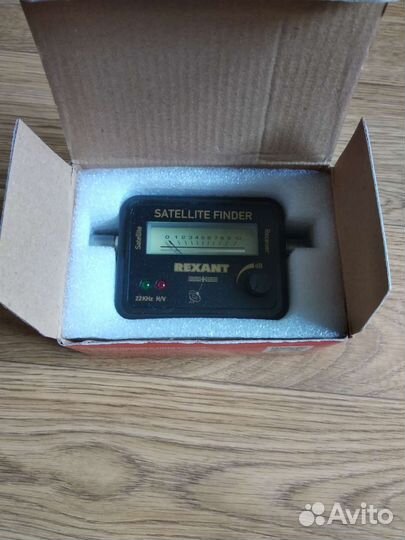 SATELLITE FINDER
Satellite
0 1 2 3 4 5 6 7 8 9 10
Receiver
REXANT
dB
22KHz H/V
Avito